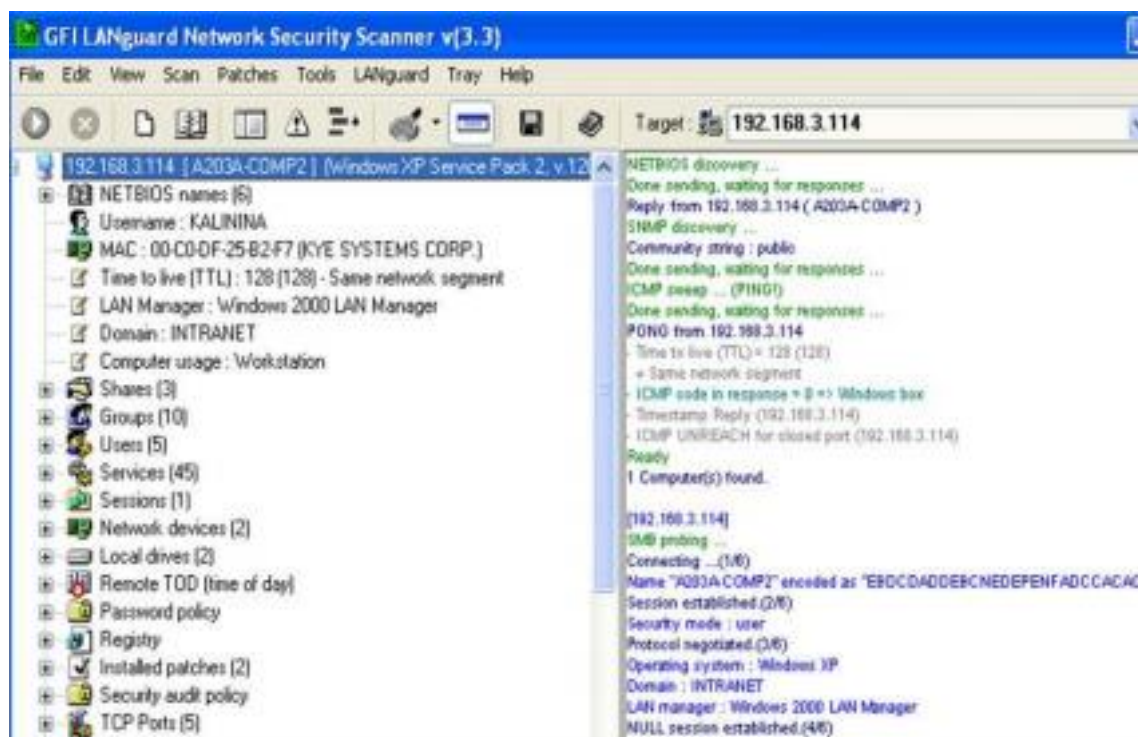 GFI LANguard Network Security Scanner v(3.3)
File Edit View Scan Patches Tools LANguard Tray Help
Target : 192.168.3.114
192.168.3.114 [ A203A-COMP2 ] (Windows XP Service Pack 2, v.12
NETBIOS names (6)
Username : KALININA
MAC : 00-C0-DF-25-B2-F7 (KYE SYSTEMS CORP.)
Time to live (TTL) : 128 (128) - Same network segment
LAN Manager : Windows 2000 LAN Manager
Domain : INTRANET
Computer usage : Workstation
Shares (3)
Groups (10)
Users (5)
Services (45)
Sessions (1)
Network devices (2)
Local drives (2)
Remote TOD (time of day)
Password policy
Registry
Installed patches (2)
Security audit policy
TCP Ports (5)
NETBIOS discovery ...
Done sending, waiting for responses ...
Reply from 192.168.3.114 ( A203A-COMP2 )
SNMP discovery ...
Community string : public
Done sending, waiting for responses ...
ICMP sweep ... (PING!)
Done sending, waiting for responses ...
PONG from 192.168.3.114
- Time to live (TTL) = 128 (128)
+ Same network segment
- ICMP code in response = 0 => Windows box
- Timestamp Reply (192.168.3.114)
- ICMP UNREACH for closed port (192.168.3.114)
Ready
1 Computer(s) found.
[192.168.3.114]
SMB probing ...
Connecting ...(1/6)
Name "A203A-COMP2" encoded as
Session established.(2/6)
Security mode : user
Protocol negotiated.(3/6)
Operating system : Windows XP
Domain : INTRANET
LAN manager : Windows 2000 LAN Manager
NULL session established.(4/6)